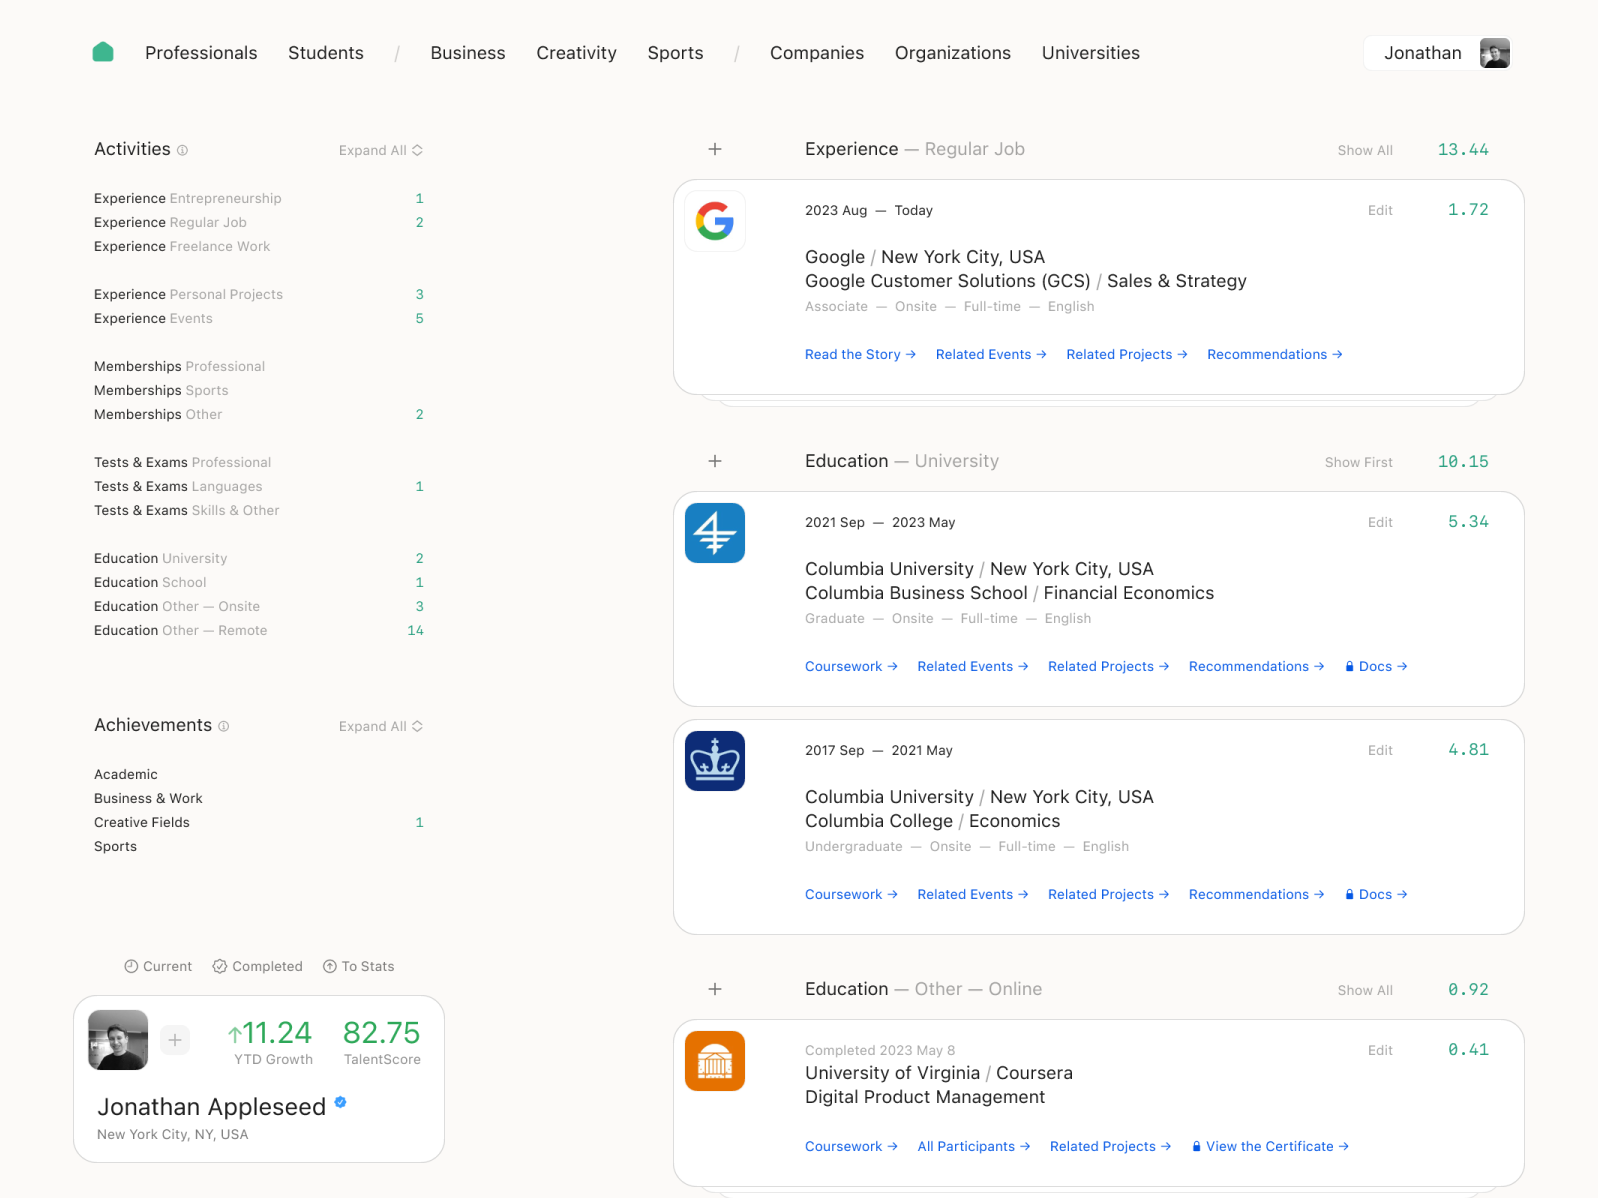 Professionals Students / Business Creativity Sports / Companies Organizations Universities Jonathan
Activities Expand All
Experience Entrepreneurship 1
Experience Regular Job 2
Experience Freelance Work
Experience Personal Projects 3
Experience Events 5
Memberships Professional
Memberships Sports
Memberships Other 2
Tests & Exams Professional
Tests & Exams Languages 1
Tests & Exams Skills & Other
Education University 2
Education School 1
Education Other — Onsite 3
Education Other — Remote 14
Achievements Expand All
Academic
Business & Work
Creative Fields 1
Sports
Current Completed To Stats
↑11.24 82.75
YTD Growth TalentScore
Jonathan Appleseed
New York City, NY, USA
+ Experience — Regular Job Show All 13.44
2023 Aug — Today Edit 1.72
Google / New York City, USA
Google Customer Solutions (GCS) / Sales & Strategy
Associate — Onsite — Full-time — English
Read the Story → Related Events → Related Projects → Recommendations →
+ Education — University Show First 10.15
2021 Sep — 2023 May Edit 5.34
Columbia University / New York City, USA
Columbia Business School / Financial Economics
Graduate — Onsite — Full-time — English
Coursework → Related Events → Related Projects → Recommendations → Docs →
2017 Sep — 2021 May Edit 4.81
Columbia University / New York City, USA
Columbia College / Economics
Undergraduate — Onsite — Full-time — English
Coursework → Related Events → Related Projects → Recommendations → Docs →
+ Education — Other — Online Show All 0.92
Completed 2023 May 8 Edit 0.41
University of Virginia / Coursera
Digital Product Management
Coursework → All Participants → Related Projects → View the Certificate →